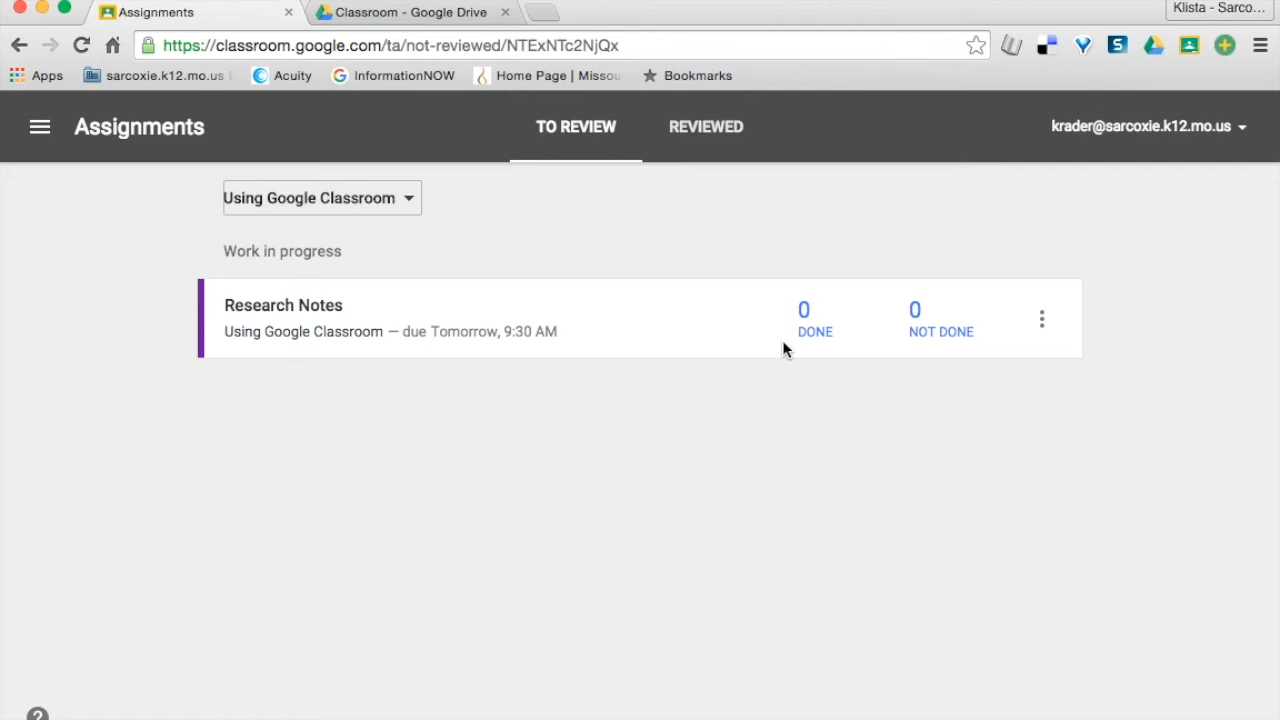 Klista - Sarco...
Assignments
Classroom - Google Drive
https://classroom.google.com/ta/not-reviewed/NTExNTc2NjQx
Apps
sarcoxie.k12.mo.us
Acuity
InformationNOW
Home Page | Missou
Bookmarks
Assignments
TO REVIEW
REVIEWED
krader@sarcoxie.k12.mo.us
Using Google Classroom
Work in progress
Research Notes
Using Google Classroom — due Tomorrow, 9:30 AM
0
DONE
0
NOT DONE
?